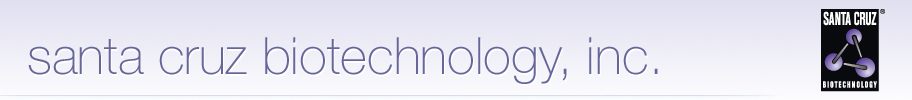 santa cruz biotechnology, inc.
SANTA CRUZ
®
BIOTECHNOLOGY